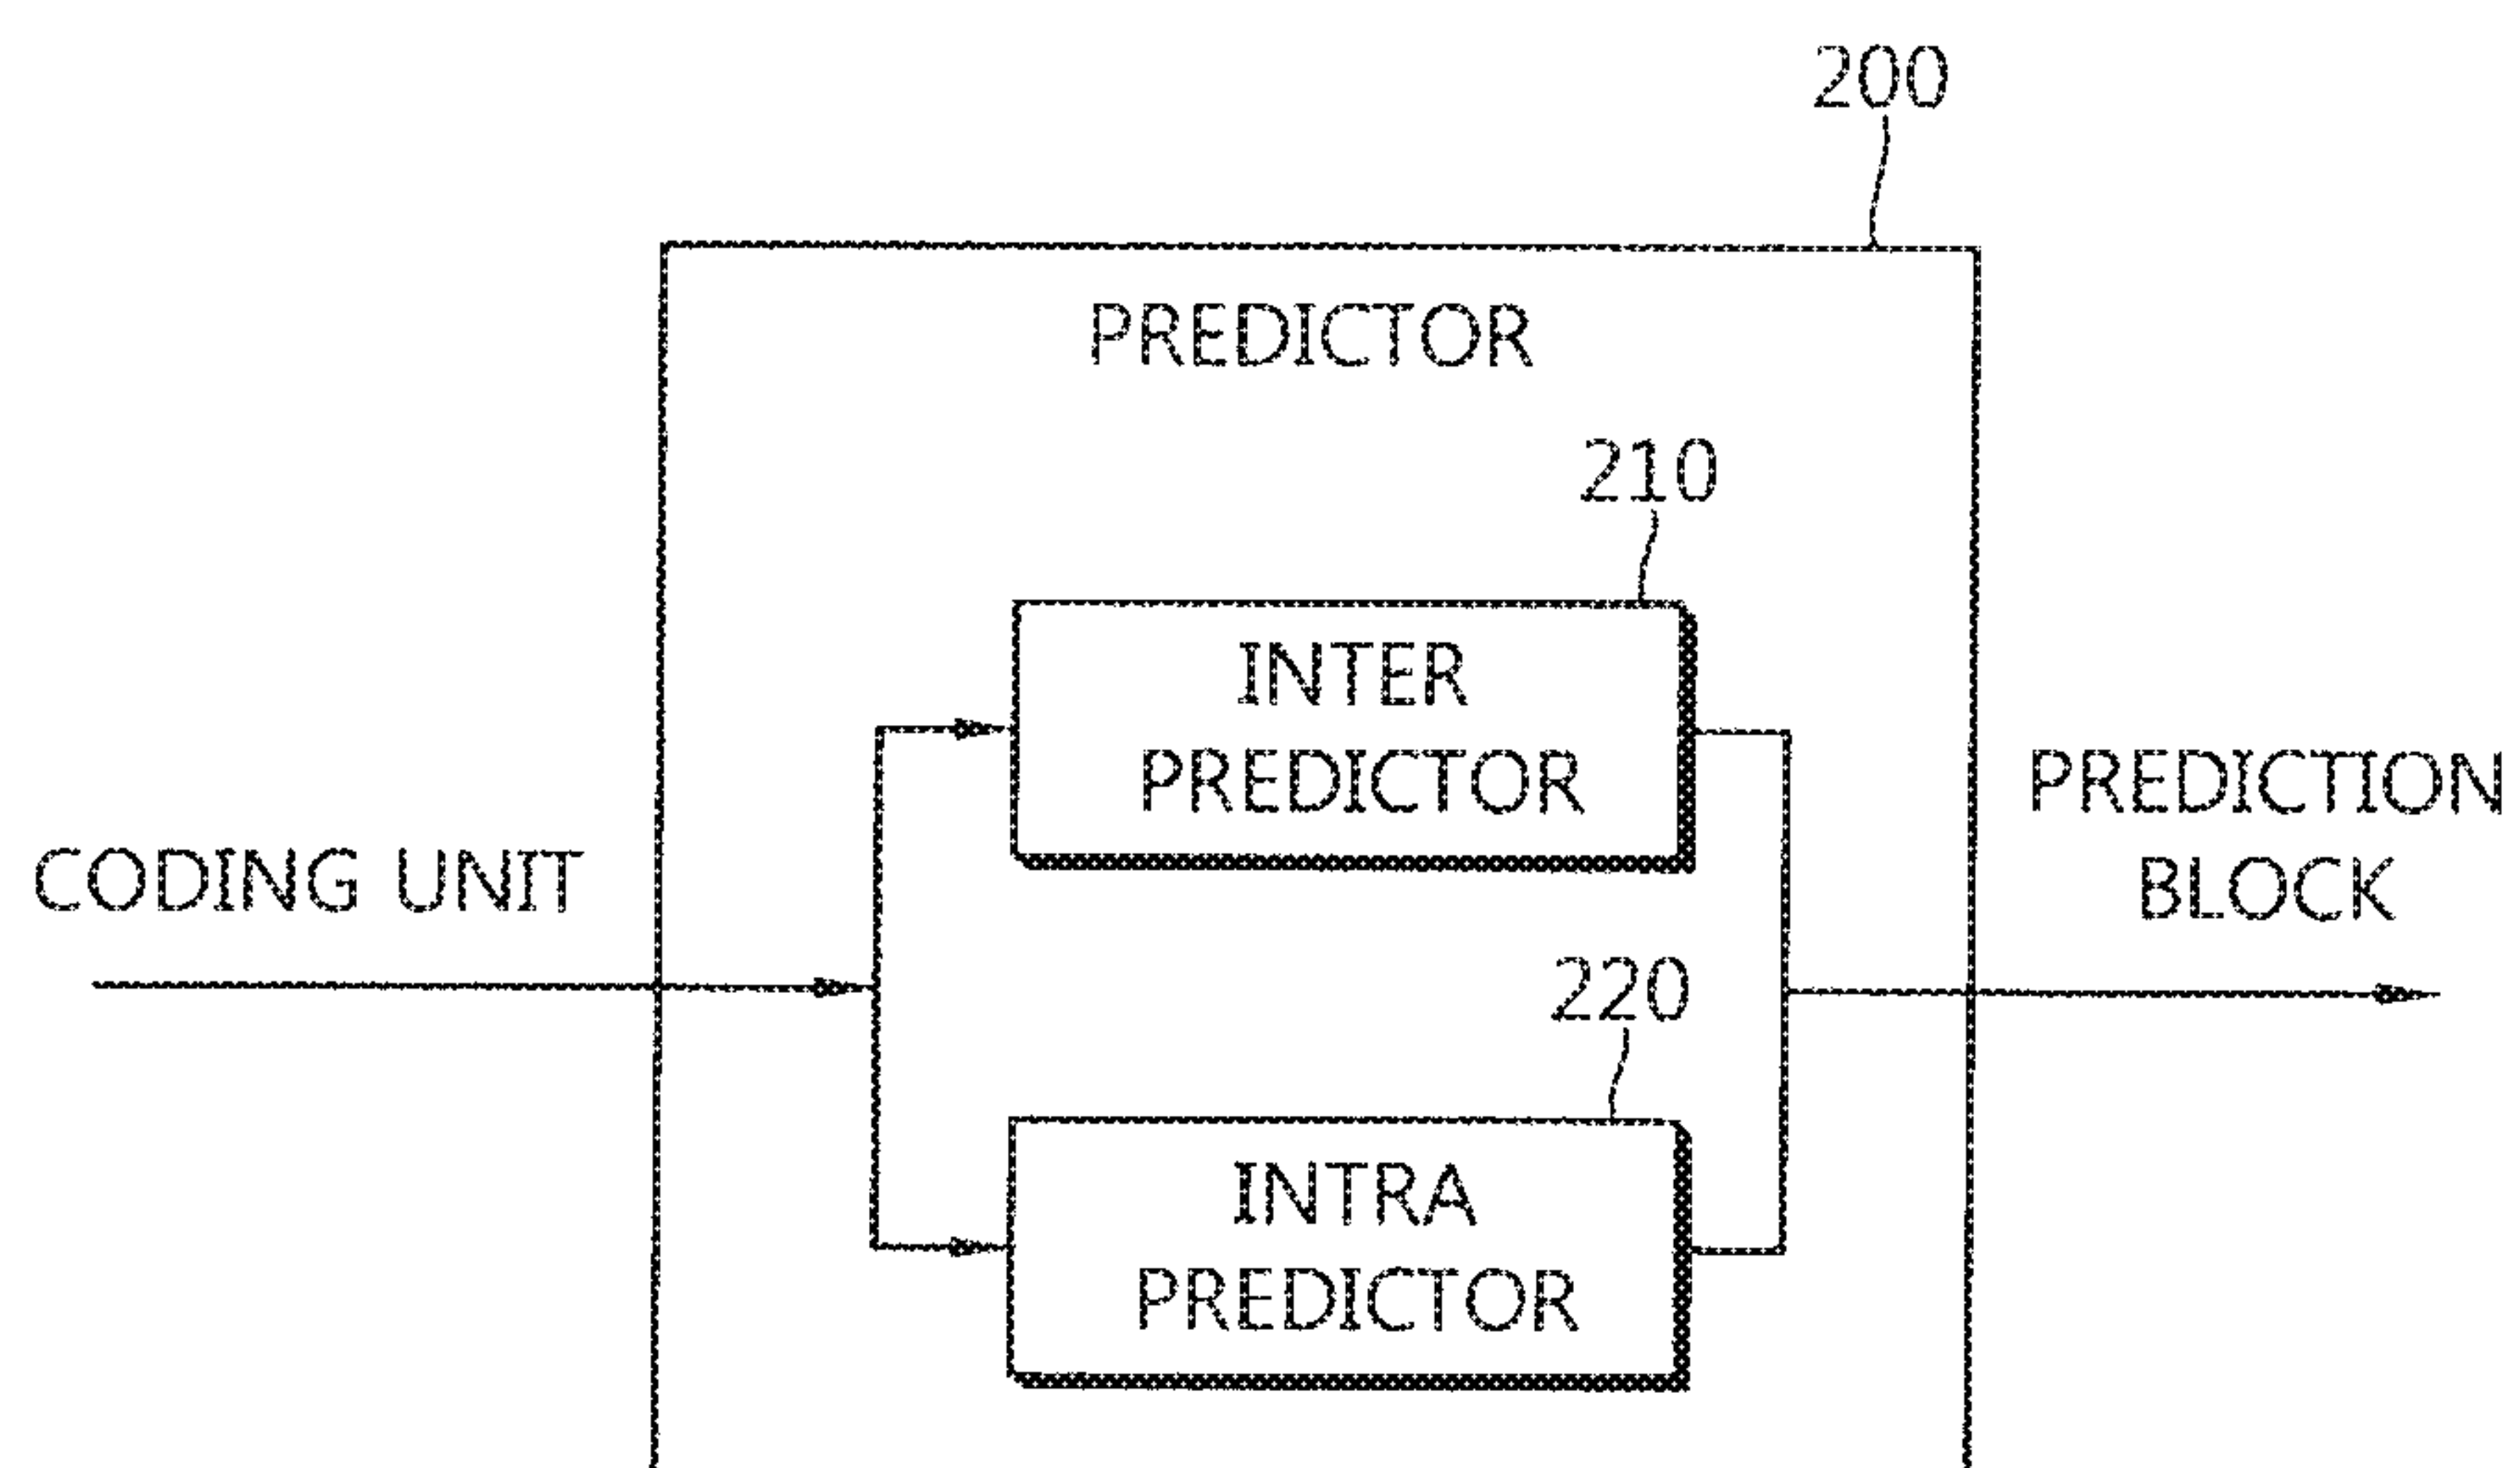 200
PREDICTOR
210
INTER
PREDICTOR
CODING UNIT
PREDICTION
BLOCK
220
INTRA
PREDICTOR